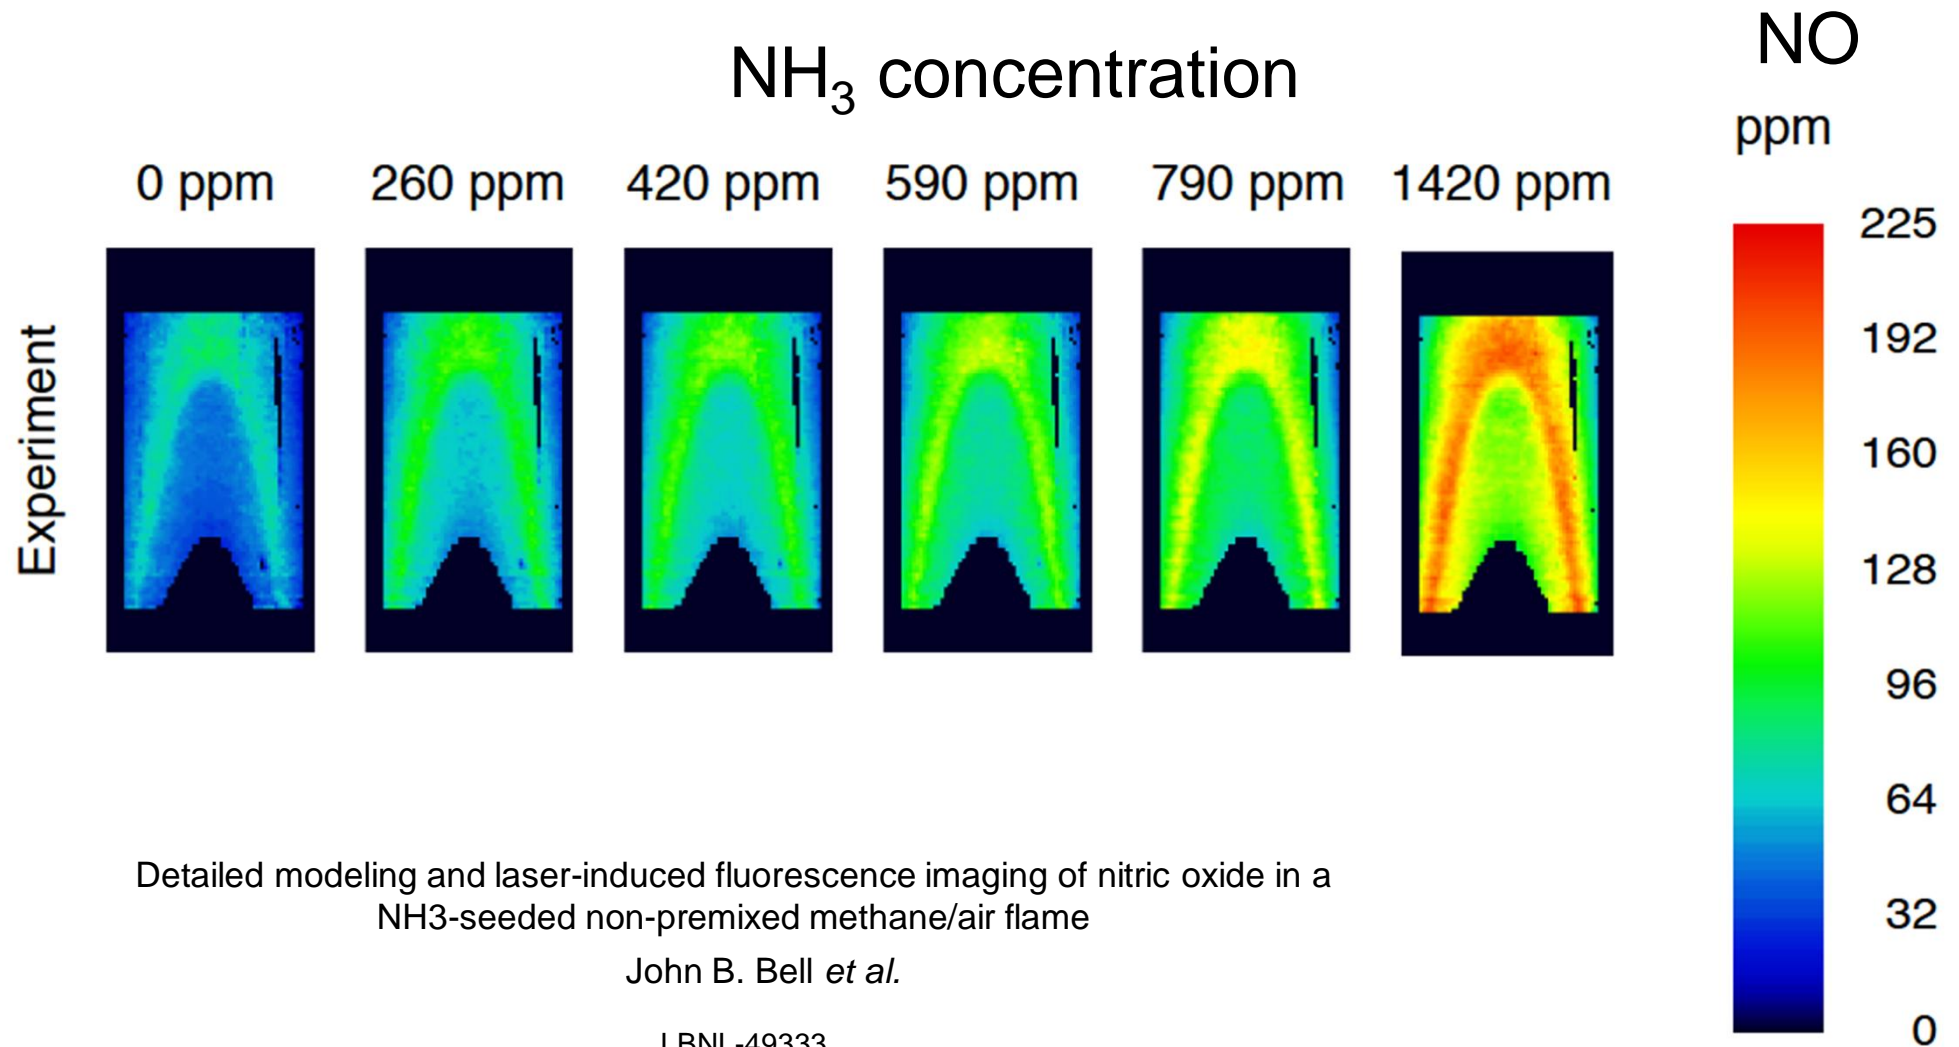 NH₃ concentration
NO
ppm
0 ppm 260 ppm 420 ppm 590 ppm 790 ppm 1420 ppm
Experiment
225
192
160
128
96
64
32
0
Detailed modeling and laser-induced fluorescence imaging of nitric oxide in a
NH3-seeded non-premixed methane/air flame
John B. Bell et al.
LBNL-49333